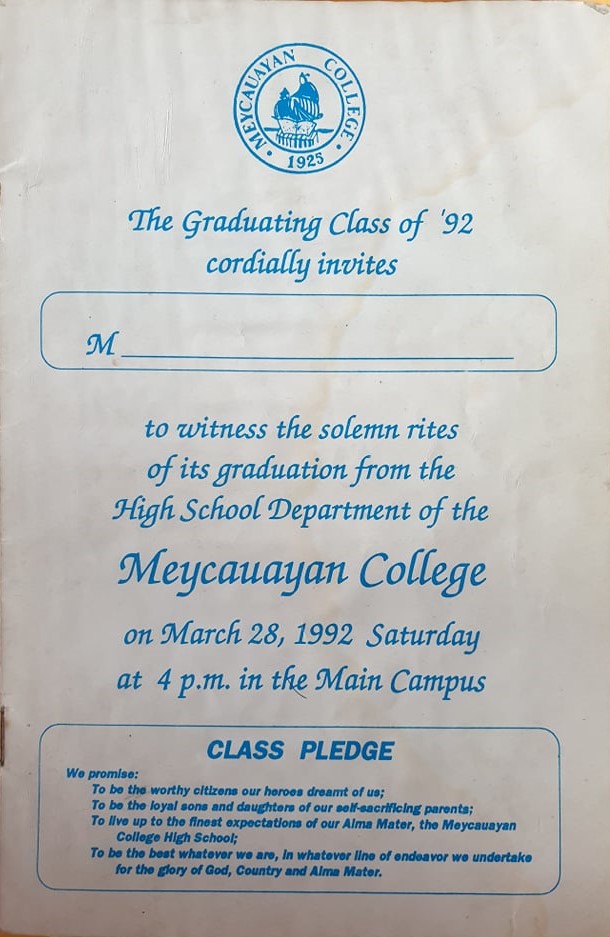 MEYCAUAYAN COLLEGE
• 1925 •
The Graduating Class of '92
cordially invites
M
to witness the solemn rites
of its graduation from the
High School Department of the
Meycauayan College
on March 28, 1992 Saturday
at 4 p.m. in the Main Campus
CLASS PLEDGE
We promise:
To be the worthy citizens our heroes dreamt of us;
To be the loyal sons and daughters of our self-sacrificing parents;
To live up to the finest expectations of our Alma Mater, the Meycauayan
College High School;
To be the best whatever we are, in whatever line of endeavor we undertake
for the glory of God, Country and Alma Mater.